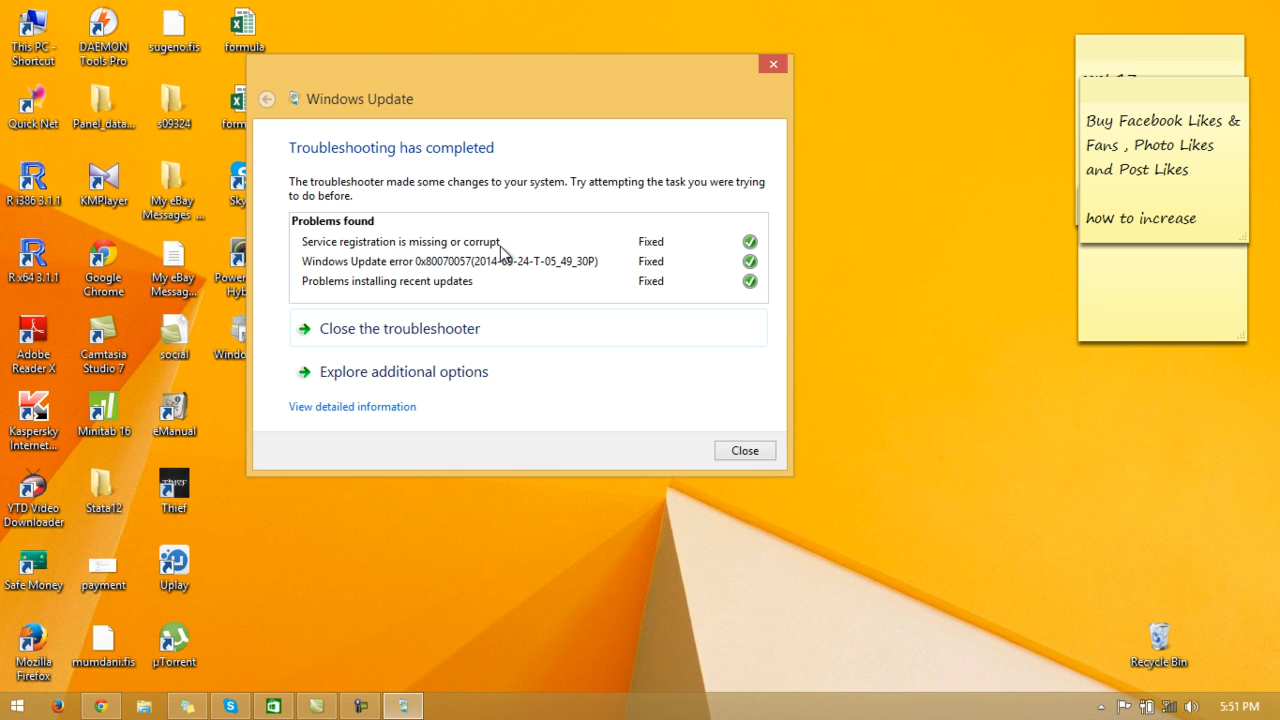 This PC -
Shortcut
DAEMON
Tools Pro
sugeno.fis
formula
Quick Net
Panel_data...
s09324
R i386 3.1.1
KMPlayer
My eBay
Messages ...
R x64 3.1.1
Google
Chrome
My eBay
Messag...
Adobe
Reader X
Camtasia
Studio 7
social
Kaspersky
Internet...
Minitab 16
eManual
YTD Video
Downloader
Stata12
THIEF
Thief
Safe Money
payment
Uplay
Mozilla
Firefox
mumdani.fis
µTorrent
Windows Update
Troubleshooting has completed
The troubleshooter made some changes to your system. Try attempting the task you were trying
to do before.
Problems found
Service registration is missing or corrupt Fixed
Windows Update error 0x80070057(2014-09-24-T-05_49_30P) Fixed
Problems installing recent updates Fixed
Close the troubleshooter
Explore additional options
View detailed information
Close
Buy Facebook Likes &
Fans , Photo Likes
and Post Likes
how to increase
Recycle Bin
5:51 PM